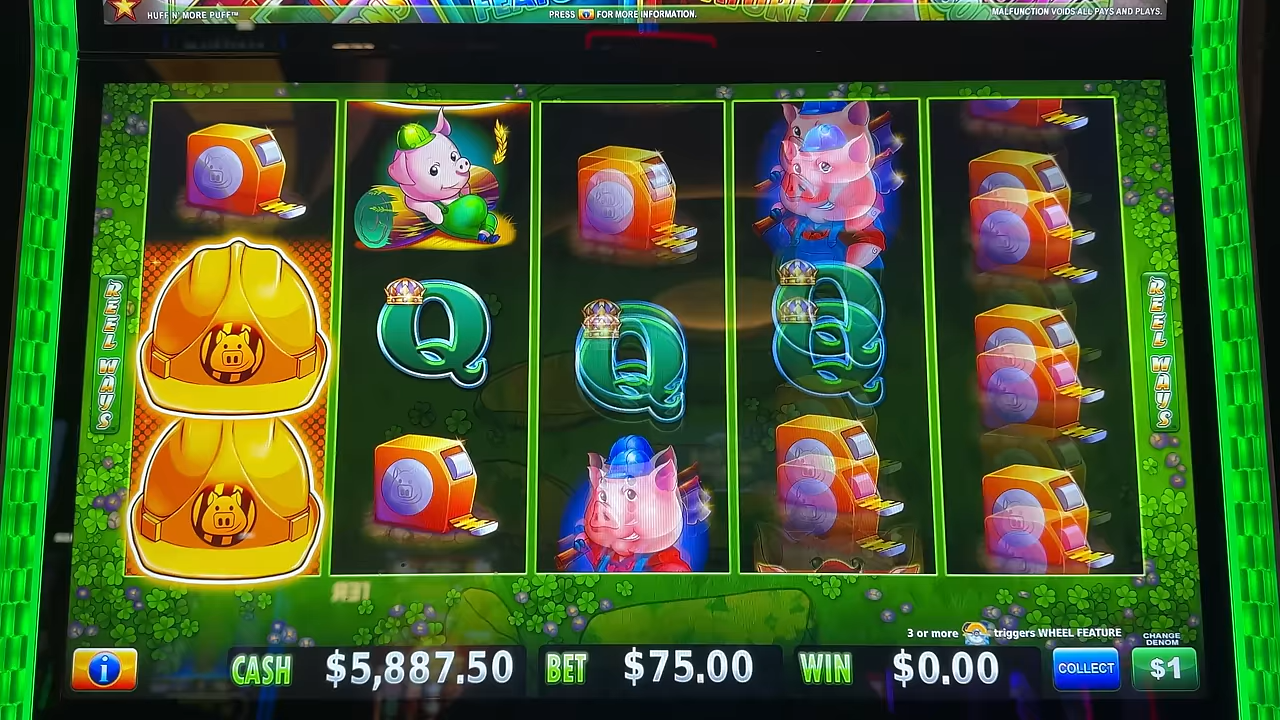 HUFF N' MORE PUFF™
PRESS i FOR MORE INFORMATION.
MALFUNCTION VOIDS ALL PAYS AND PLAYS.
REEL WAYS
REEL WAYS
Q
Q
Q
Q
3 or more triggers WHEEL FEATURE
CHANGE
DENOM
i
CASH $5,887.50
BET $75.00
WIN $0.00
COLLECT
$1